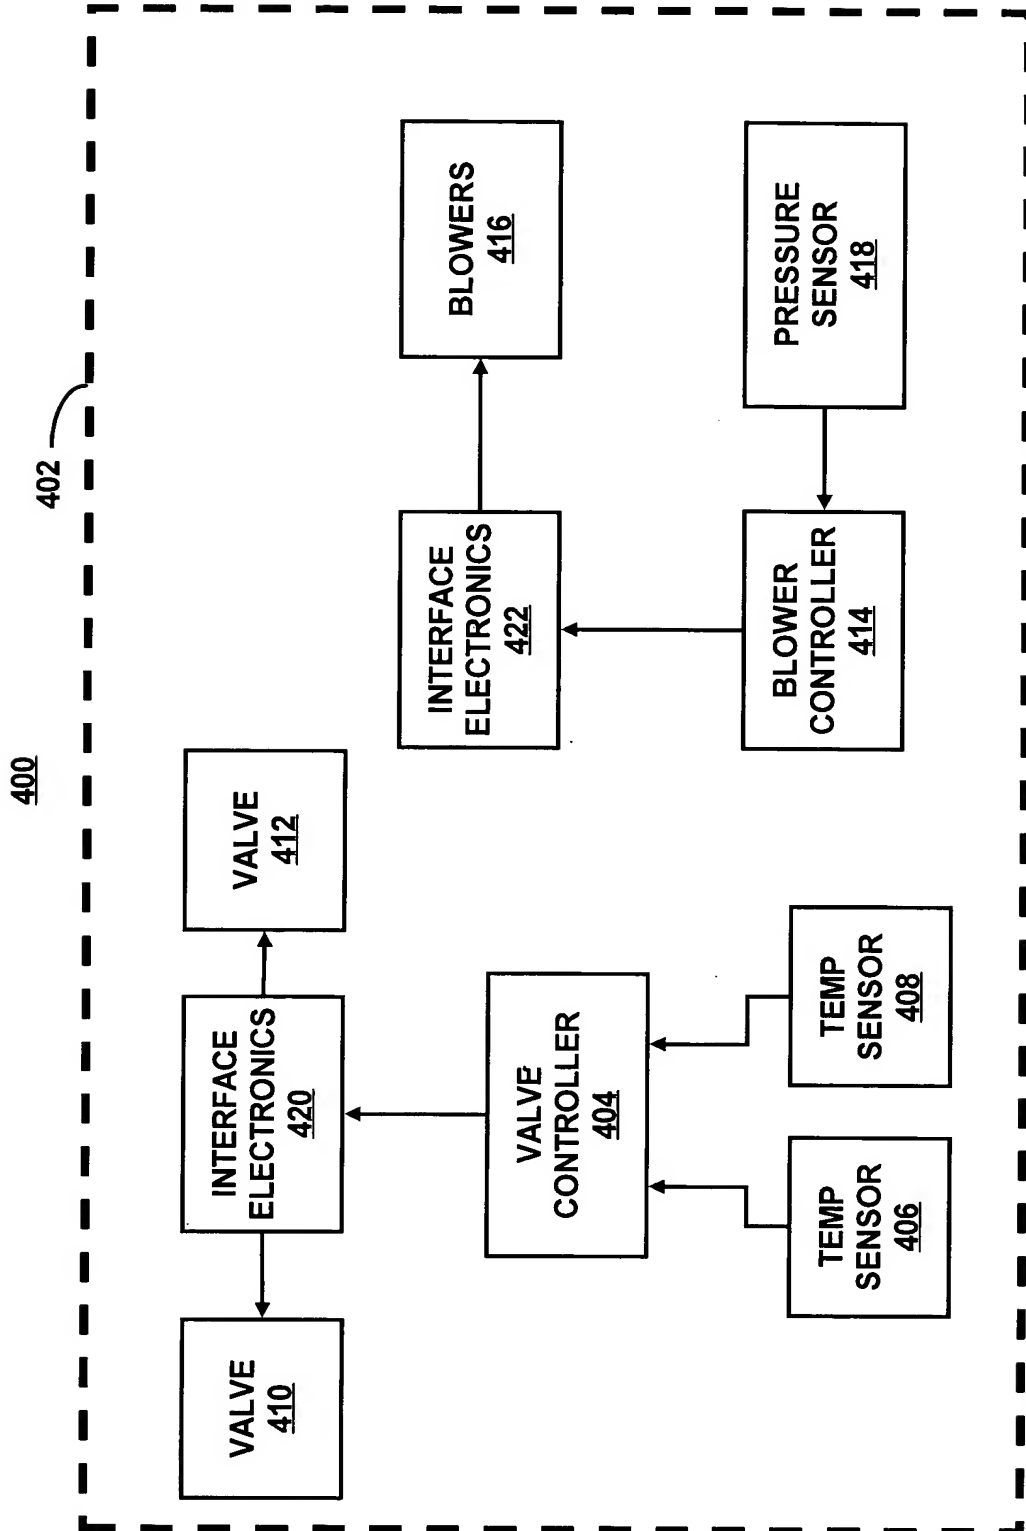 400
402
VALVE
410
INTERFACE
ELECTRONICS
420
VALVE
412
INTERFACE
ELECTRONICS
422
BLOWERS
416
VALVE
CONTROLLER
404
BLOWER
CONTROLLER
414
PRESSURE
SENSOR
418
TEMP
SENSOR
406
TEMP
SENSOR
408